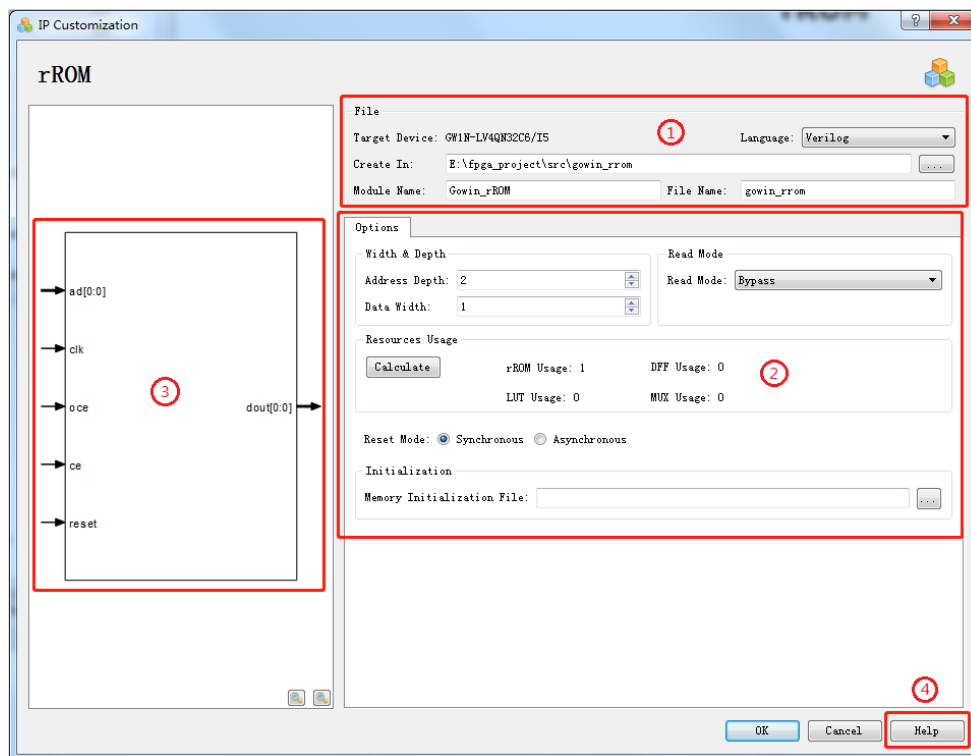 IP Customization
rROM
File
Target Device: GW1N-LV4QN32C6/I5
①
Language: Verilog
Create In: E:\fpga_project\src\gowin_rrom ...
Module Name: Gowin_rROM File Name: gowin_rrom
Options
Width & Depth
Read Mode
Address Depth: 2
Read Mode: Bypass
Data Width: 1
Resources Usage
Calculate rROM Usage: 1 DFF Usage: 0
②
LUT Usage: 0 MUX Usage: 0
Reset Mode: Synchronous Asynchronous
Initialization
Memory Initialization File: ...
ad[0:0]
clk
③
oce
dout[0:0]
ce
reset
④
OK Cancel Help